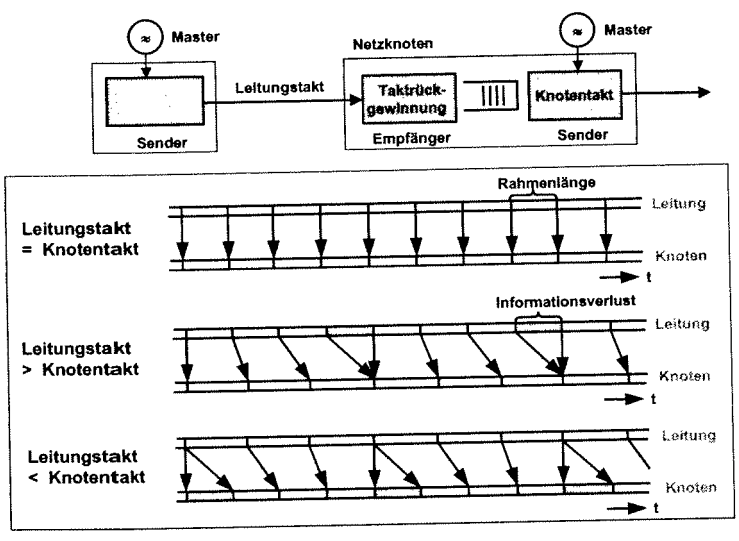 ≈ Master
≈ Master
Netzknoten
Leitungstakt
Taktrück-
gewinnung
Knotentakt
Sender
Empfänger
Sender
Rahmenlänge
Leitung
Leitungstakt
= Knotentakt
Knoten
t
Informationsverlust
Leitung
Leitungstakt
> Knotentakt
Knoten
t
Leitung
Leitungstakt
< Knotentakt
Knoten
t